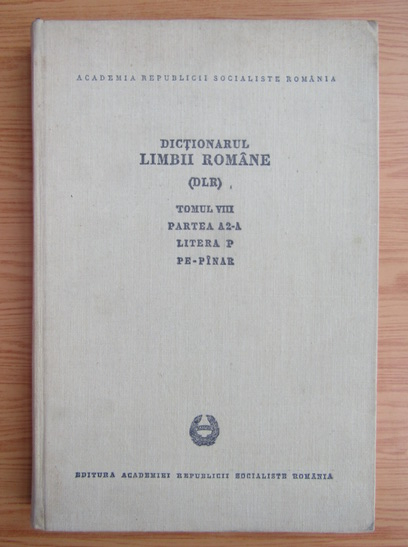 ACADEMIA REPUBLICII SOCIALISTE ROMÂNIA
DICŢIONARUL
LIMBII ROMÂNE
(DLR)
TOMUL VIII
PARTEA A2-A
LITERA P
PE-PÎNAR
EDITURA ACADEMIEI REPUBLICII SOCIALISTE ROMÂNIA